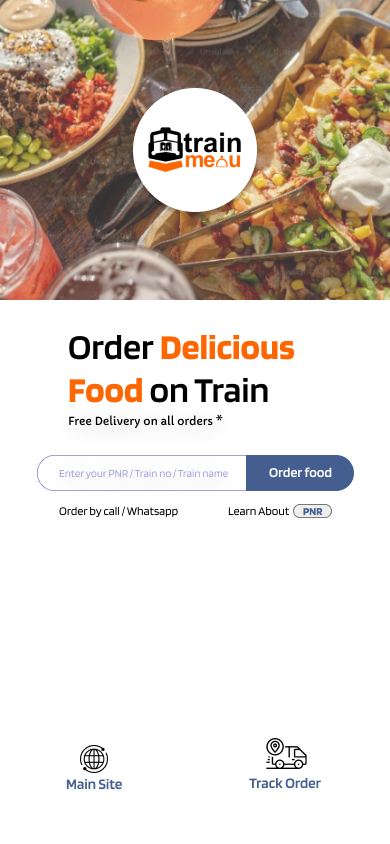 train
menu
Order Delicious
Food on Train
Free Delivery on all orders *
Enter your PNR / Train no / Train name
Order food
Order by call / Whatsapp
Learn About PNR
Main Site
Track Order